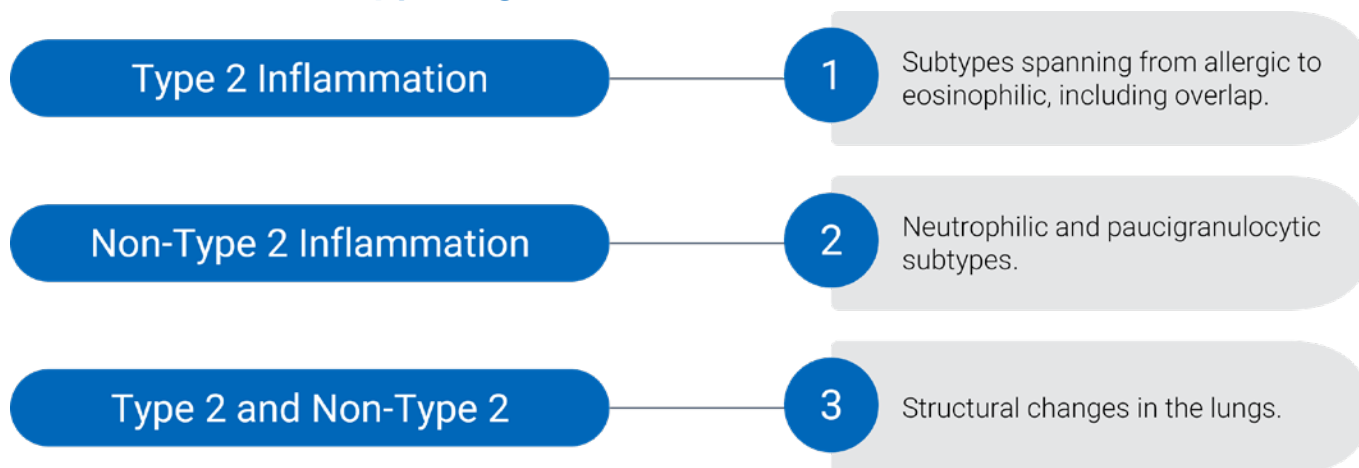 Type 2 Inflammation
1
Subtypes spanning from allergic to
eosinophilic, including overlap.
Non-Type 2 Inflammation
2
Neutrophilic and paucigranulocytic
subtypes.
Type 2 and Non-Type 2
3
Structural changes in the lungs.